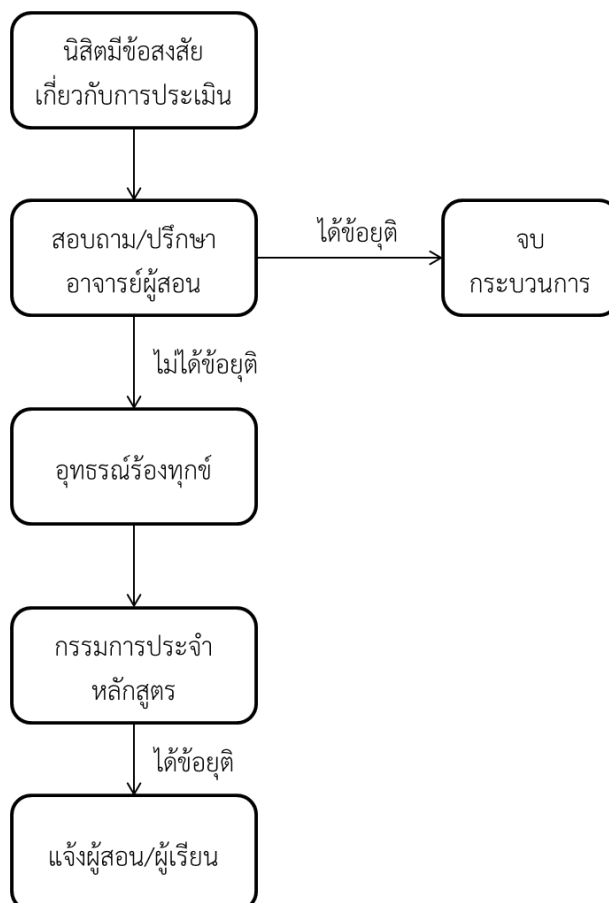 นิสิตมีข้อสงสัย
เกี่ยวกับการประเมิน
สอบถาม/ปรึกษา
อาจารย์ผู้สอน
ได้ข้อยุติ
จบ
กระบวนการ
ไม่ได้ข้อยุติ
อุทธรณ์ร้องทุกข์
กรรมการประจำ
หลักสูตร
ได้ข้อยุติ
แจ้งผู้สอน/ผู้เรียน